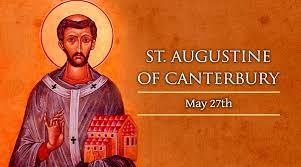 ST. AUGUSTINE
OF CANTERBURY
May 27th